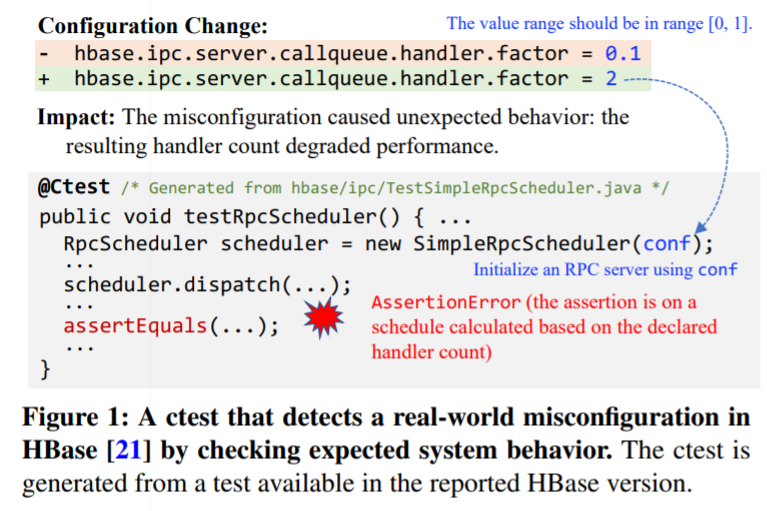 Configuration Change:
The value range should be in range [0, 1].
- hbase.ipc.server.callqueue.handler.factor = 0.1
+ hbase.ipc.server.callqueue.handler.factor = 2
Impact: The misconfiguration caused unexpected behavior: the
resulting handler count degraded performance.
@Ctest /* Generated from hbase/ipc/TestSimpleRpcScheduler.java */
public void testRpcScheduler() { ...
RpcScheduler scheduler = new SimpleRpcScheduler(conf);
...
Initialize an RPC server using conf
scheduler.dispatch(...);
...
AssertionError (the assertion is on a
assertEquals(...);
schedule calculated based on the declared
...
handler count)
}
Figure 1: A ctest that detects a real-world misconfiguration in
HBase [21] by checking expected system behavior. The ctest is
generated from a test available in the reported HBase version.